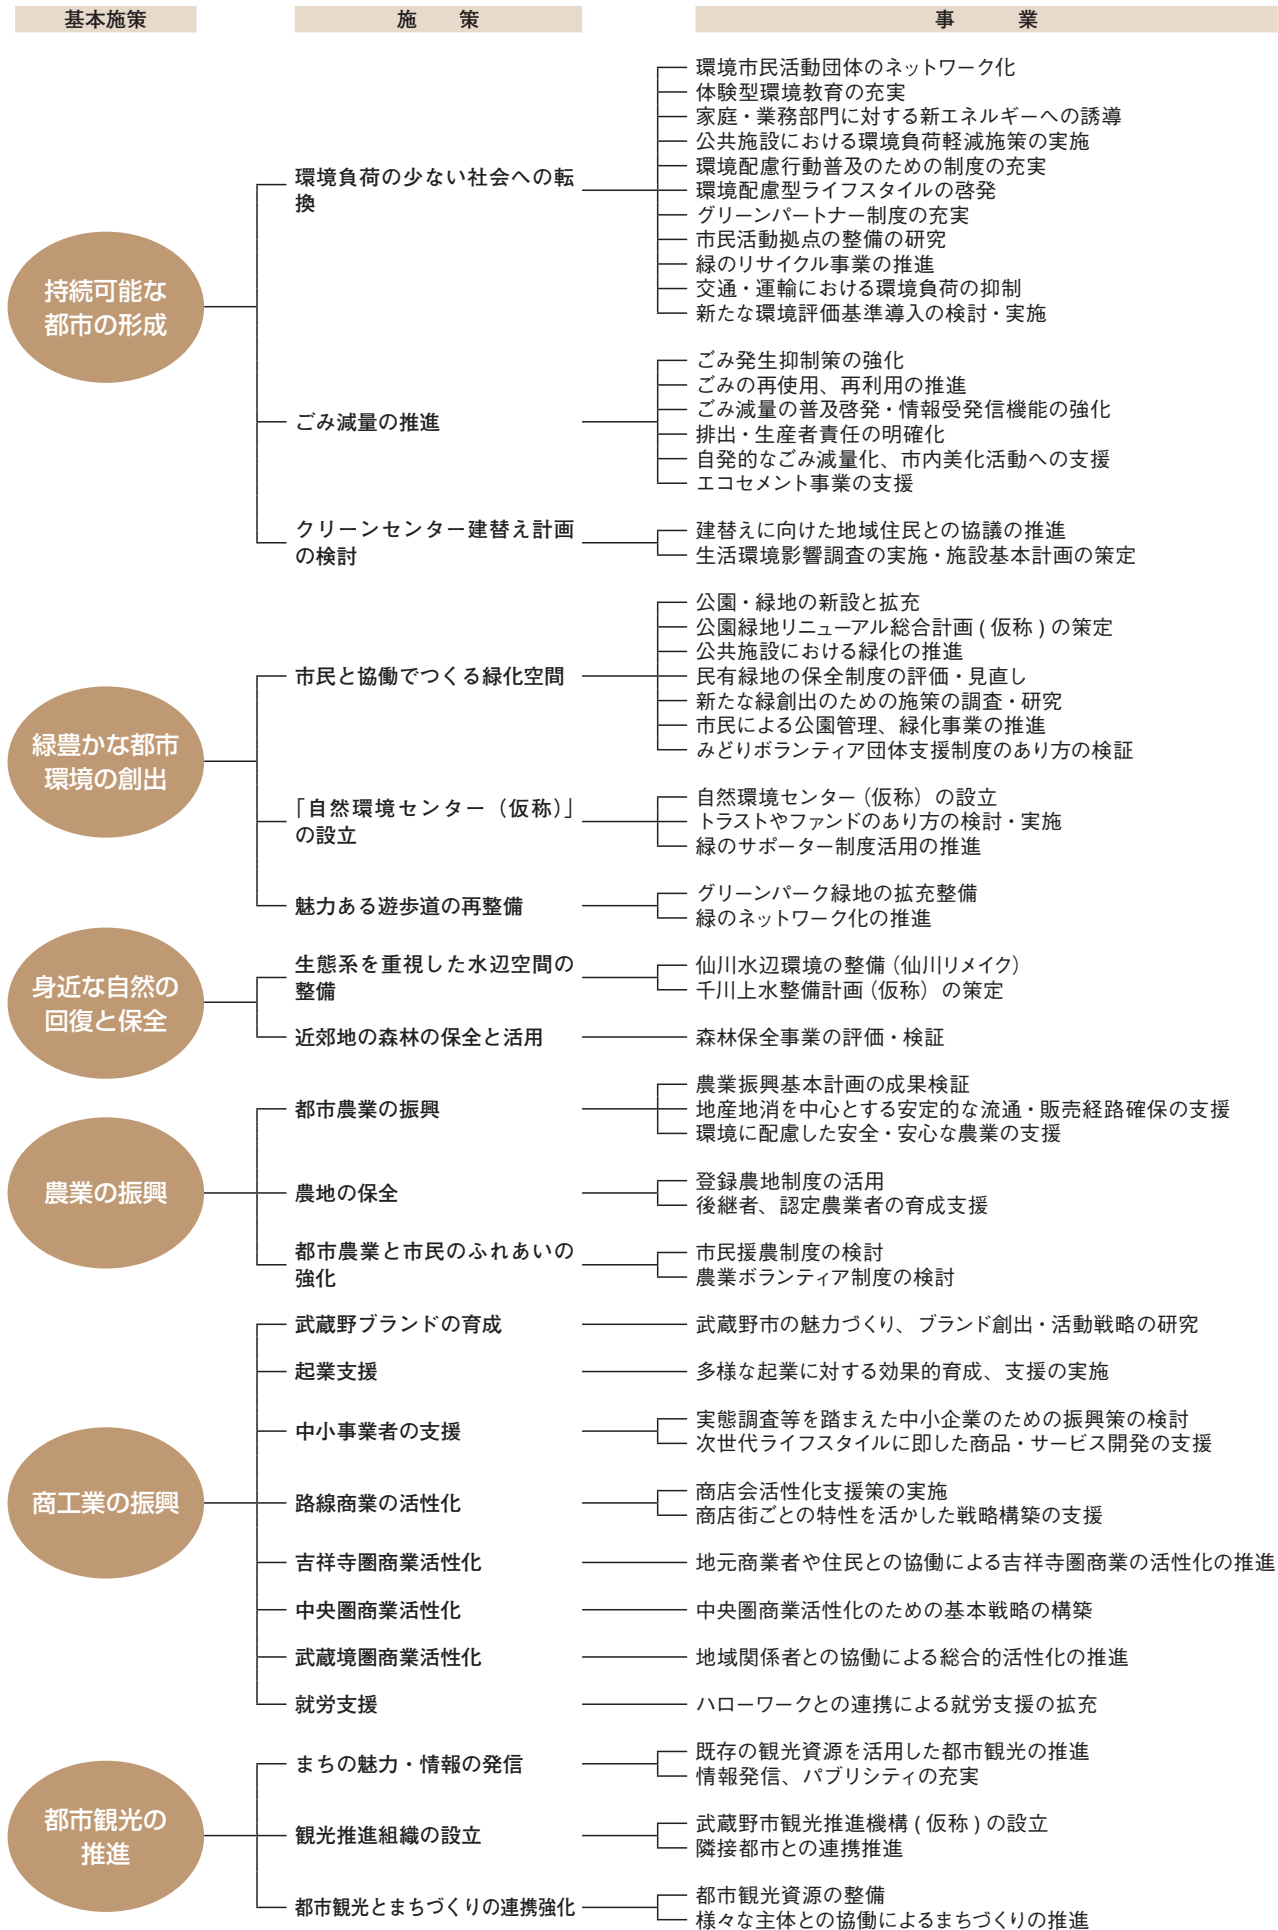 基本施策
施策
事業
持続可能な
都市の形成
環境負荷の少ない社会への転
換
環境市民活動団体のネットワーク化
体験型環境教育の充実
家庭・業務部門に対する新エネルギーへの誘導
公共施設における環境負荷軽減施策の実施
環境配慮行動普及のための制度の充実
環境配慮型ライフスタイルの啓発
グリーンパートナー制度の充実
市民活動拠点の整備の研究
緑のリサイクル事業の推進
交通・運輸における環境負荷の抑制
新たな環境評価基準導入の検討・実施
ごみ減量の推進
ごみ発生抑制策の強化
ごみの再使用、再利用の推進
ごみ減量の普及啓発・情報受発信機能の強化
排出・生産者責任の明確化
自発的なごみ減量化、市内美化活動への支援
エコセメント事業の支援
クリーンセンター建替え計画
の検討
建替えに向けた地域住民との協議の推進
生活環境影響調査の実施・施設基本計画の策定
緑豊かな都市
環境の創出
市民と協働でつくる緑化空間
公園・緑地の新設と拡充
公園緑地リニューアル総合計画(仮称)の策定
公共施設における緑化の推進
民有緑地の保全制度の評価・見直し
新たな緑創出のための施策の調査・研究
市民による公園管理、緑化事業の推進
みどりボランティア団体支援制度のあり方の検証
「自然環境センター(仮称)」
の設立
自然環境センター(仮称)の設立
トラストやファンドのあり方の検討・実施
緑のサポーター制度活用の推進
魅力ある遊歩道の再整備
グリーンパーク緑地の拡充整備
緑のネットワーク化の推進
身近な自然の
回復と保全
生態系を重視した水辺空間の
整備
仙川水辺環境の整備(仙川リメイク)
千川上水整備計画(仮称)の策定
近郊地の森林の保全と活用
森林保全事業の評価・検証
農業の振興
都市農業の振興
農業振興基本計画の成果検証
地産地消を中心とする安定的な流通・販売経路確保の支援
環境に配慮した安全・安心な農業の支援
農地の保全
登録農地制度の活用
後継者、認定農業者の育成支援
都市農業と市民のふれあいの
強化
市民援農制度の検討
農業ボランティア制度の検討
商工業の振興
武蔵野ブランドの育成
武蔵野市の魅力づくり、ブランド創出・活動戦略の研究
起業支援
多様な起業に対する効果的育成、支援の実施
中小事業者の支援
実態調査等を踏まえた中小企業のための振興策の検討
次世代ライフスタイルに即した商品・サービス開発の支援
路線商業の活性化
商店会活性化支援策の実施
商店街ごとの特性を活かした戦略構築の支援
吉祥寺圏商業活性化
地元商業者や住民との協働による吉祥寺圏商業の活性化の推進
中央圏商業活性化
中央圏商業活性化のための基本戦略の構築
武蔵境圏商業活性化
地域関係者との協働による総合的活性化の推進
就労支援
ハローワークとの連携による就労支援の拡充
都市観光の
推進
まちの魅力・情報の発信
既存の観光資源を活用した都市観光の推進
情報発信、パブリシティの充実
観光推進組織の設立
武蔵野市観光推進機構(仮称)の設立
隣接都市との連携推進
都市観光とまちづくりの連携強化
都市観光資源の整備
様々な主体との協働によるまちづくりの推進